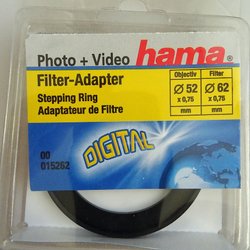 Photo + Video hama
Filter-Adapter
Stepping Ring
Adaptateur de Filtre
Objectiv Filter
Ø 52 Ø 62
x 0,75 x 0,75
mm mm
DIGITAL
00
015262